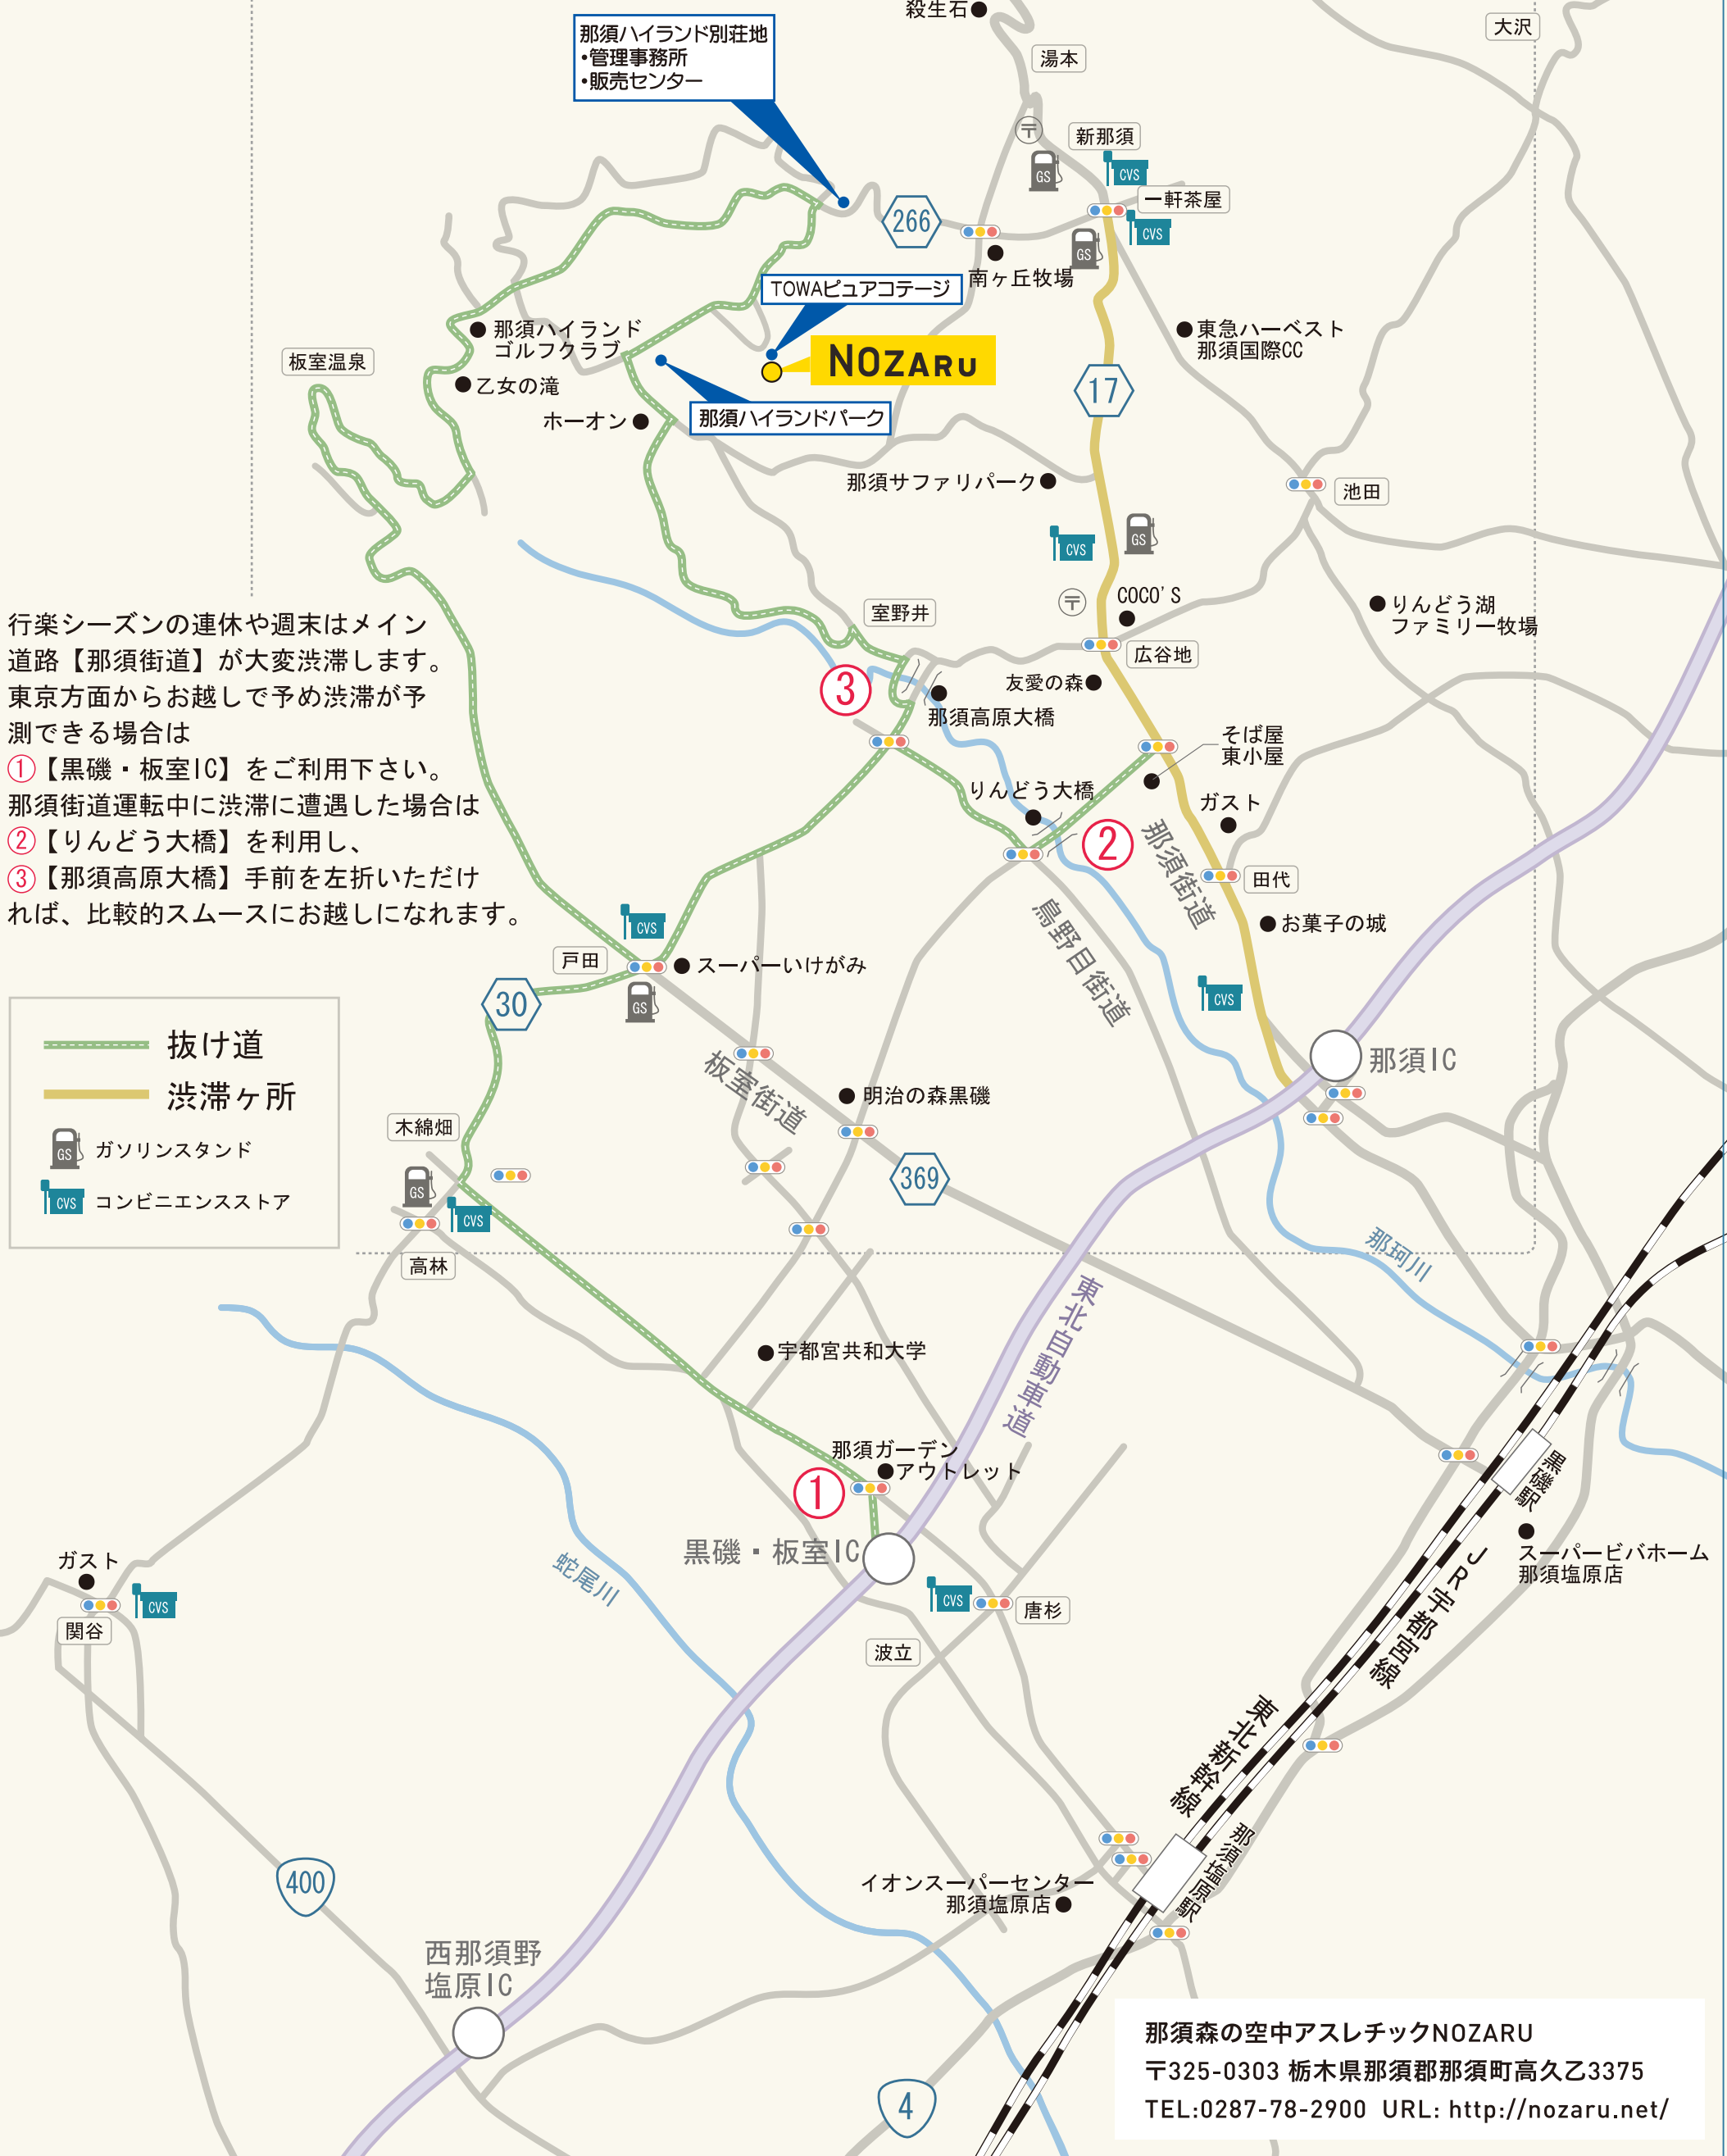 殺生石
大沢
那須ハイランド別荘地
・管理事務所
・販売センター
湯本
〒
新那須
GS
CVS
一軒茶屋
266
CVS
GS
南ヶ丘牧場
TOWAピュアコテージ
那須ハイランド
ゴルフクラブ
東急ハーベスト
那須国際CC
板室温泉
NOZARU
乙女の滝
17
那須ハイランドパーク
ホーオン
那須サファリパーク
池田
CVS
GS
〒
COCO'S
室野井
りんどう湖
ファミリー牧場
行楽シーズンの連休や週末はメイン
道路【那須街道】が大変渋滞します。
東京方面からお越しで予め渋滞が予
測できる場合は
①【黒磯・板室IC】をご利用下さい。
那須街道運転中に渋滞に遭遇した場合は
②【りんどう大橋】を利用し、
③【那須高原大橋】手前を左折いただけ
れば、比較的スムースにお越しになれます。
広谷地
③
友愛の森
那須高原大橋
そば屋
東小屋
りんどう大橋
ガスト
②
那須街道
田代
鳥野目街道
お菓子の城
CVS
戸田
スーパーいけがみ
CVS
30
GS
抜け道
渋滞ヶ所
GS
ガソリンスタンド
CVS
コンビニエンスストア
那須IC
板室街道
明治の森黒磯
木綿畑
369
GS
CVS
高林
那珂川
東北自動車道
宇都宮共和大学
那須ガーデン
アウトレット
①
黒磯駅
黒磯・板室IC
スーパービバホーム
那須塩原店
ガスト
CVS
関谷
蛇尾川
CVS
唐杉
波立
JR宇都宮線
東北新幹線
那須塩原駅
400
イオンスーパーセンター
那須塩原店
西那須野
塩原IC
4
那須森の空中アスレチックNOZARU
〒325-0303 栃木県那須郡那須町高久乙3375
TEL:0287-78-2900 URL: http://nozaru.net/